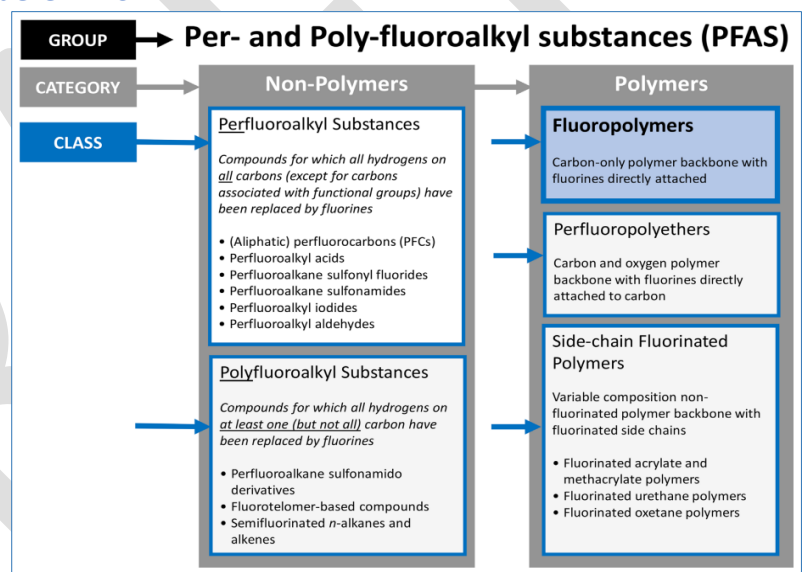 GROUP
Per- and Poly-fluoroalkyl substances (PFAS)
CATEGORY
Non-Polymers
Polymers
CLASS
Perfluoroalkyl Substances
Compounds for which all hydrogens on
all carbons (except for carbons
associated with functional groups) have
been replaced by fluorines
• (Aliphatic) perfluorocarbons (PFCs)
• Perfluoroalkyl acids
• Perfluoroalkane sulfonyl fluorides
• Perfluoroalkane sulfonamides
• Perfluoroalkyl iodides
• Perfluoroalkyl aldehydes
Polyfluoroalkyl Substances
Compounds for which all hydrogens on
at least one (but not all) carbon have
been replaced by fluorines
• Perfluoroalkane sulfonamido
derivatives
• Fluorotelomer-based compounds
• Semifluorinated n-alkanes and
alkenes
Fluoropolymers
Carbon-only polymer backbone with
fluorines directly attached
Perfluoropolyethers
Carbon and oxygen polymer
backbone with fluorines directly
attached to carbon
Side-chain Fluorinated
Polymers
Variable composition non-
fluorinated polymer backbone with
fluorinated side chains
• Fluorinated acrylate and
methacrylate polymers
• Fluorinated urethane polymers
• Fluorinated oxetane polymers